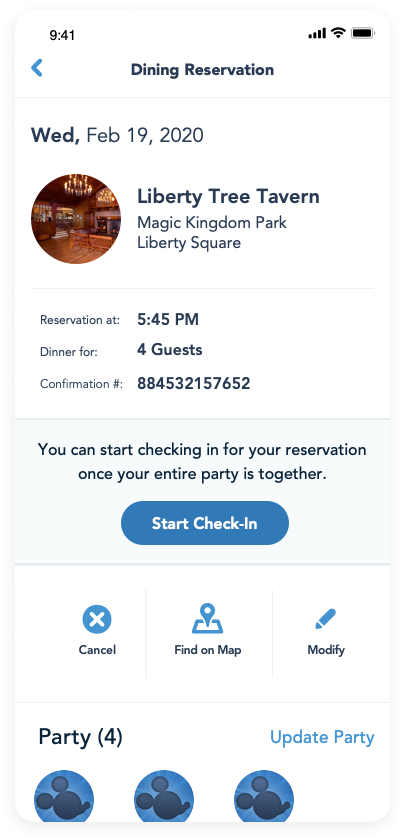 9:41
Dining Reservation
Wed, Feb 19, 2020
Liberty Tree Tavern
Magic Kingdom Park
Liberty Square
Reservation at: 5:45 PM
Dinner for: 4 Guests
Confirmation #: 884532157652
You can start checking in for your reservation
once your entire party is together.
Start Check-In
Cancel Find on Map Modify
Party (4) Update Party